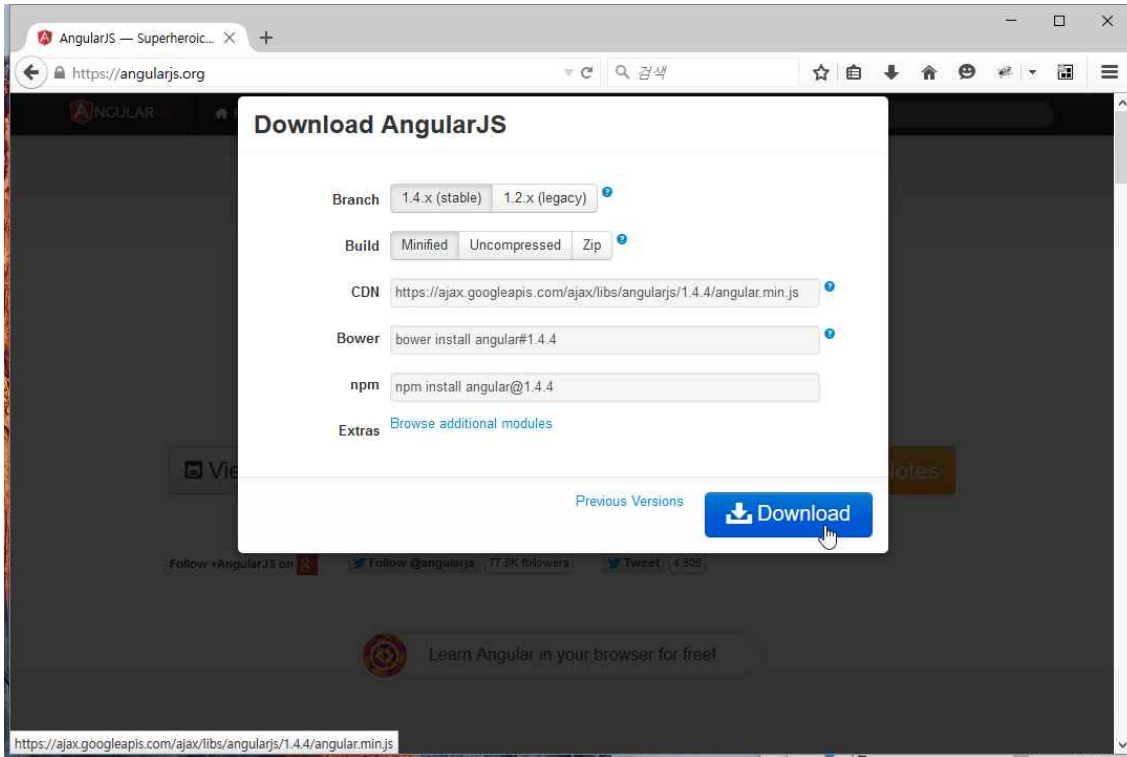 AngularJS — Superheroic...
https://angularjs.org
검색
ANGULAR
Download AngularJS
Branch 1.4.x (stable) 1.2.x (legacy)
Build Minified Uncompressed Zip
CDN https://ajax.googleapis.com/ajax/libs/angularjs/1.4.4/angular.min.js
Bower bower install angular#1.4.4
npm npm install angular@1.4.4
Extras Browse additional modules
Vie
Notes
Previous Versions Download
Follow +AngularJS on Follow @angularjs 77.8K followers Tweet 4,806
Learn Angular in your browser for free!
https://ajax.googleapis.com/ajax/libs/angularjs/1.4.4/angular.min.js